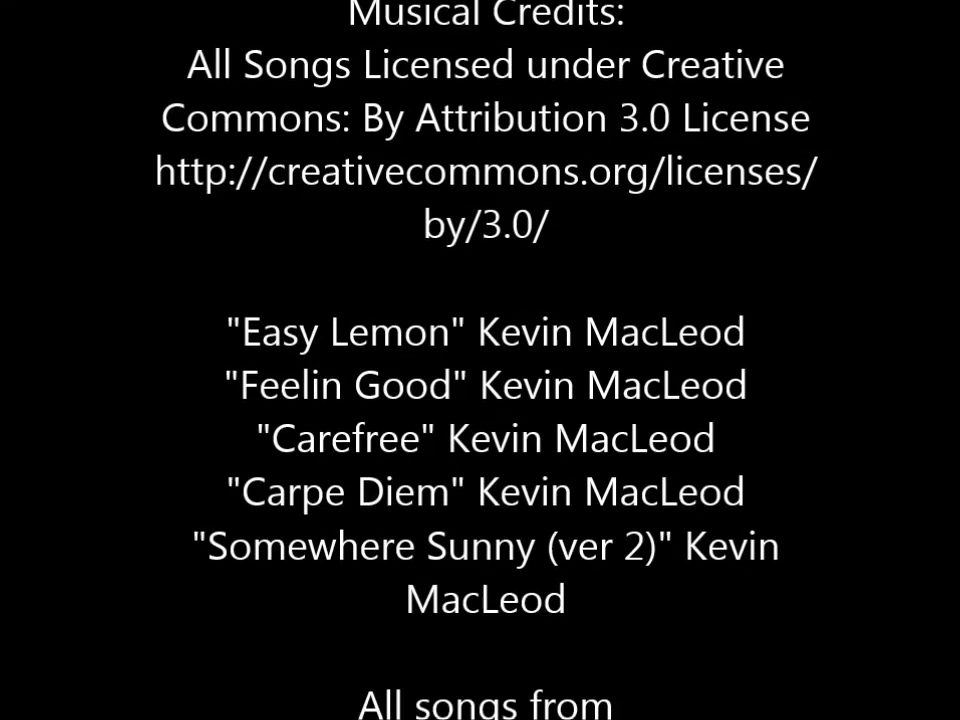 Musical Credits:
All Songs Licensed under Creative
Commons: By Attribution 3.0 License
http://creativecommons.org/licenses/
by/3.0/
"Easy Lemon" Kevin MacLeod
"Feelin Good" Kevin MacLeod
"Carefree" Kevin MacLeod
"Carpe Diem" Kevin MacLeod
"Somewhere Sunny (ver 2)" Kevin
MacLeod
All songs from